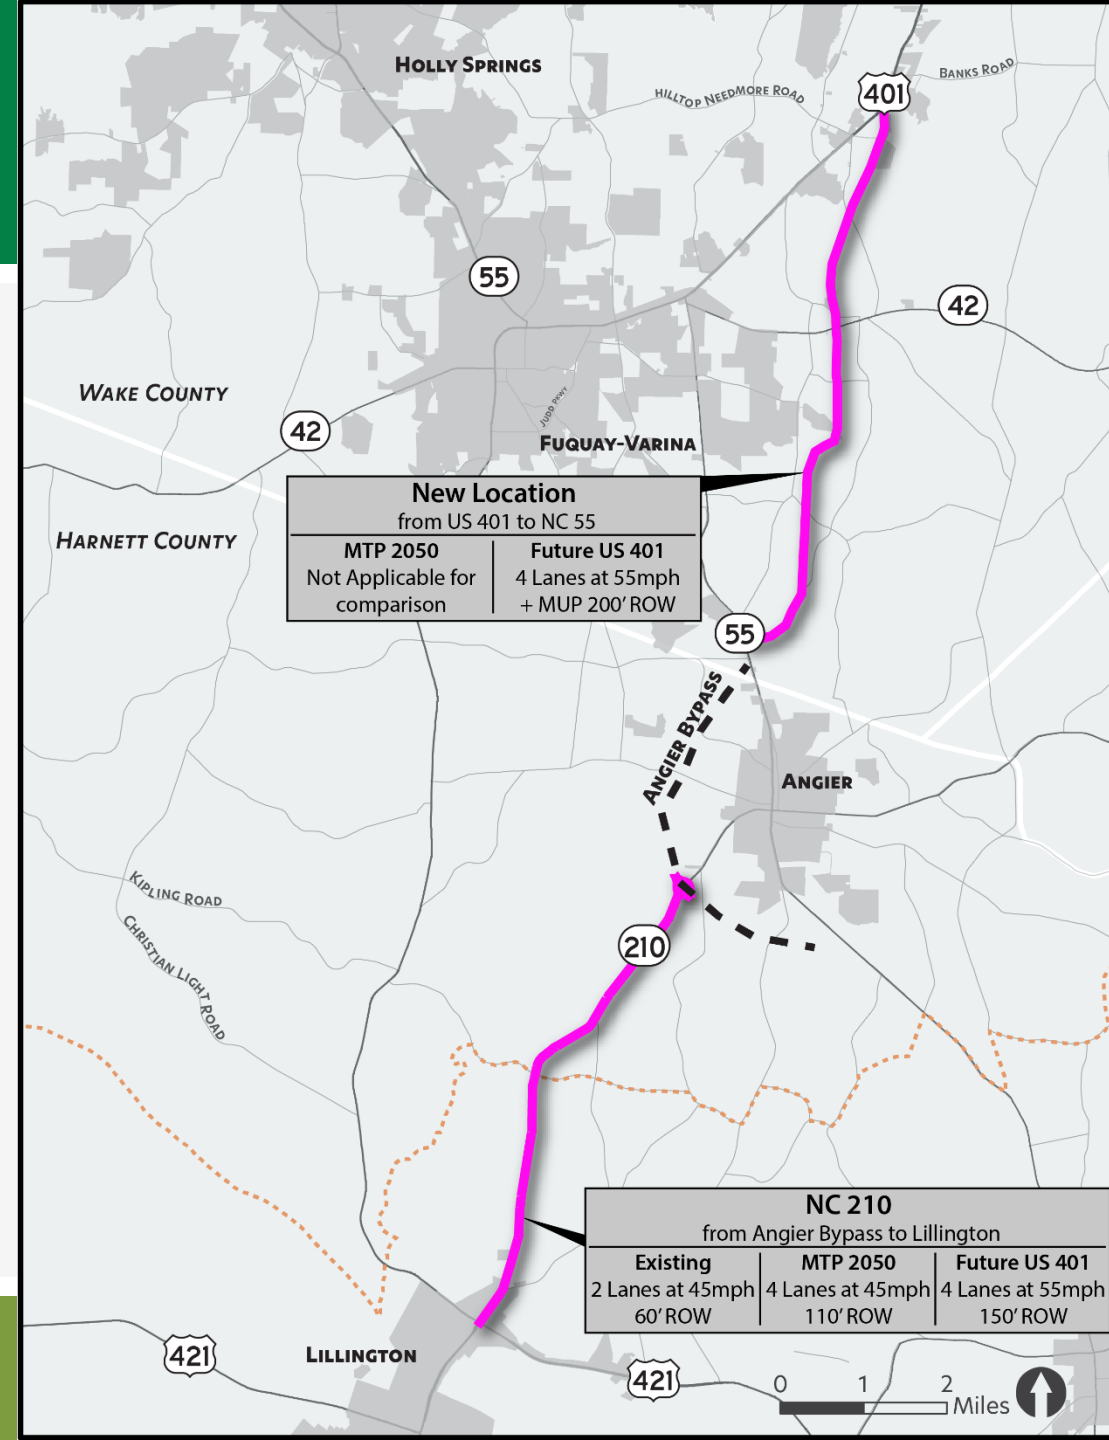 HOLLY SPRINGS
HILLTOP NEEDMORE ROAD
401
BANKS ROAD
55
42
WAKE COUNTY
42
JUDD PKWY
FUQUAY-VARINA
HARNETT COUNTY
New Location
from US 401 to NC 55
MTP 2050
Not Applicable for
comparison
Future US 401
4 Lanes at 55mph
+ MUP 200' ROW
55
ANGIER BYPASS
ANGIER
KIPLING ROAD
CHRISTIAN LIGHT ROAD
210
NC 210
from Angier Bypass to Lillington
Existing
2 Lanes at 45mph
60' ROW
MTP 2050
4 Lanes at 45mph
110' ROW
Future US 401
4 Lanes at 55mph
150' ROW
421
LILLINGTON
421
0 1 2
Miles